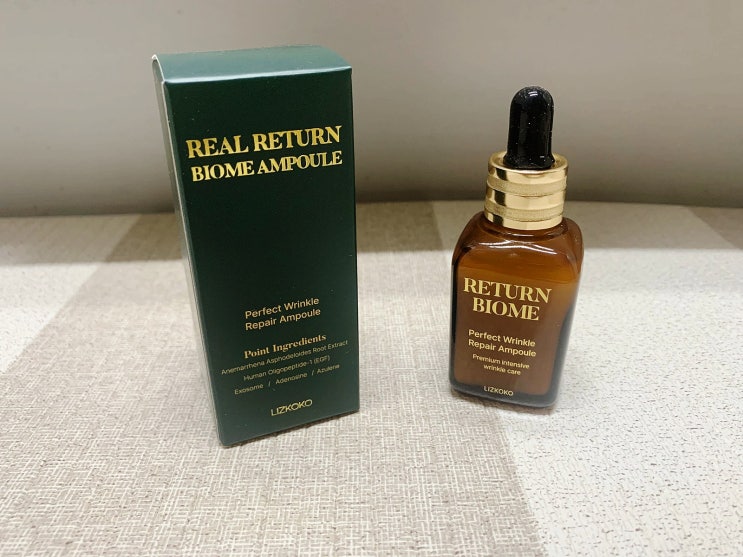 REAL RETURN
BIOME AMPOULE
Perfect Wrinkle
Repair Ampoule
Point Ingredients
Anemarrhena Asphodeloides Root Extract
Human Oligopeptide-1 (EGF)
Exosome / Adenosine / Azulene
LIZKOKO
RETURN
BIOME
Perfect Wrinkle
Repair Ampoule
Premium intensive
wrinkle care
LIZKOKO